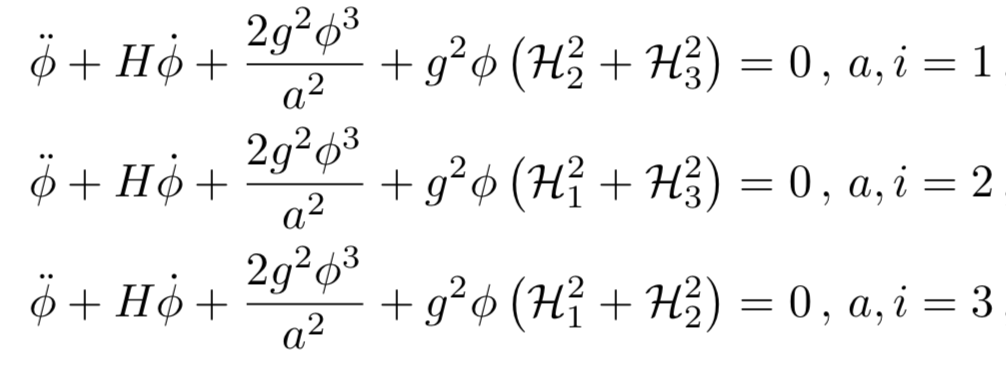 $\ddot{\phi} + H\dot{\phi} + \frac{2g^2\phi^3}{a^2} + g^2\phi\left(\mathcal{H}_2^2 + \mathcal{H}_3^2\right) = 0\,,\ a, i = 1$
$\ddot{\phi} + H\dot{\phi} + \frac{2g^2\phi^3}{a^2} + g^2\phi\left(\mathcal{H}_1^2 + \mathcal{H}_3^2\right) = 0\,,\ a, i = 2$
$\ddot{\phi} + H\dot{\phi} + \frac{2g^2\phi^3}{a^2} + g^2\phi\left(\mathcal{H}_1^2 + \mathcal{H}_2^2\right) = 0\,,\ a, i = 3$